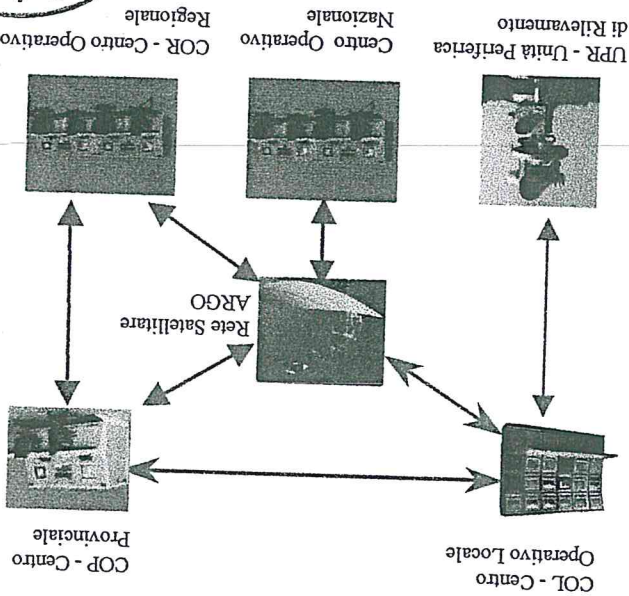 COL - Centro
Operativo Locale
COP - Centro
Provinciale
Rete Satellitare
ARGO
UPR - Unità Periferica
di Rilevamento
Centro Operativo
Nazionale
COR - Centro Operativo
Regionale